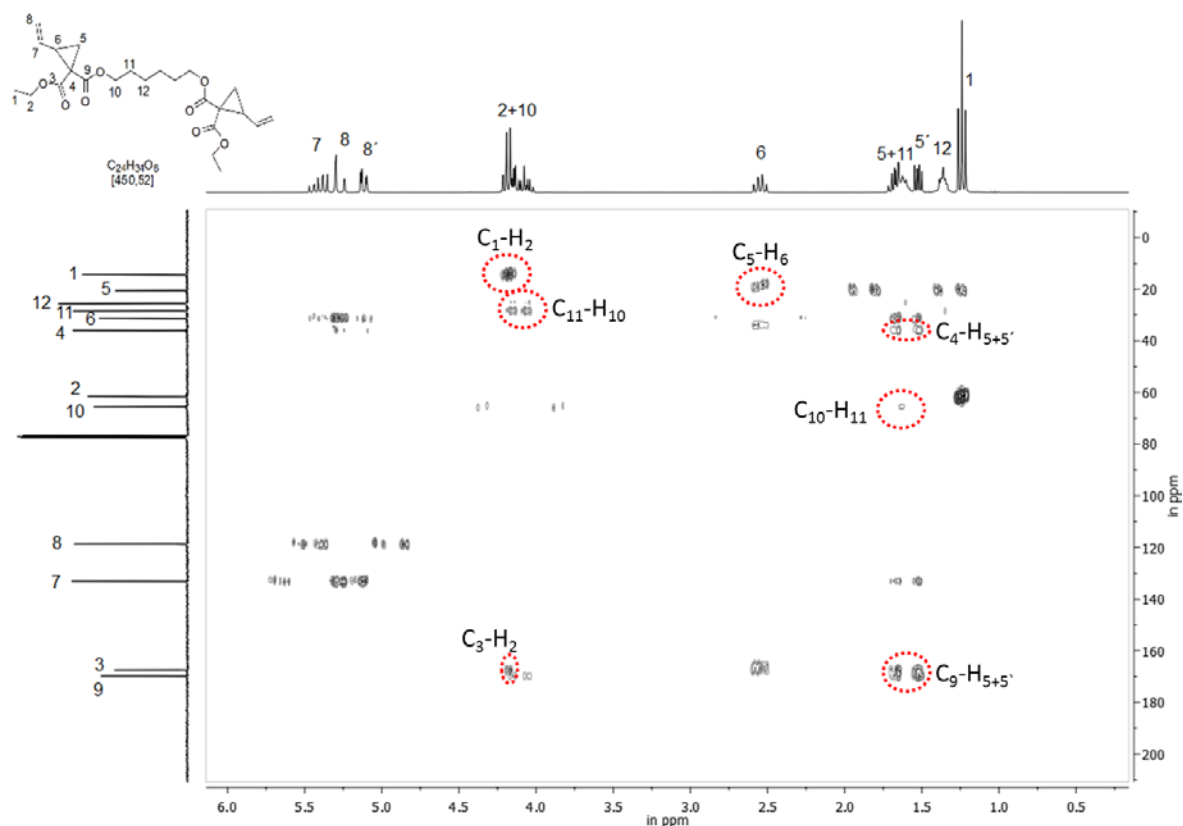 8
7
6
5
4
3
9
O
O
O
O
1
2
10
11
12
O
O
O
O
C₂₄H₃₄O₈
[450,52]
7
8
8´
2+10
6
5+11
5´
12
1
C₁-H₂
C₅-H₆
C₁₁-H₁₀
C₄-H₅₊₅´
C₁₀-H₁₁
C₃-H₂
C₉-H₅₊₅`
1
5
12
11
6
4
2
10
8
7
3
9
0
20
40
60
80
100
120
140
160
180
200
in ppm
6.0 5.5 5.0 4.5 4.0 3.5 3.0 2.5 2.0 1.5 1.0 0.5
in ppm